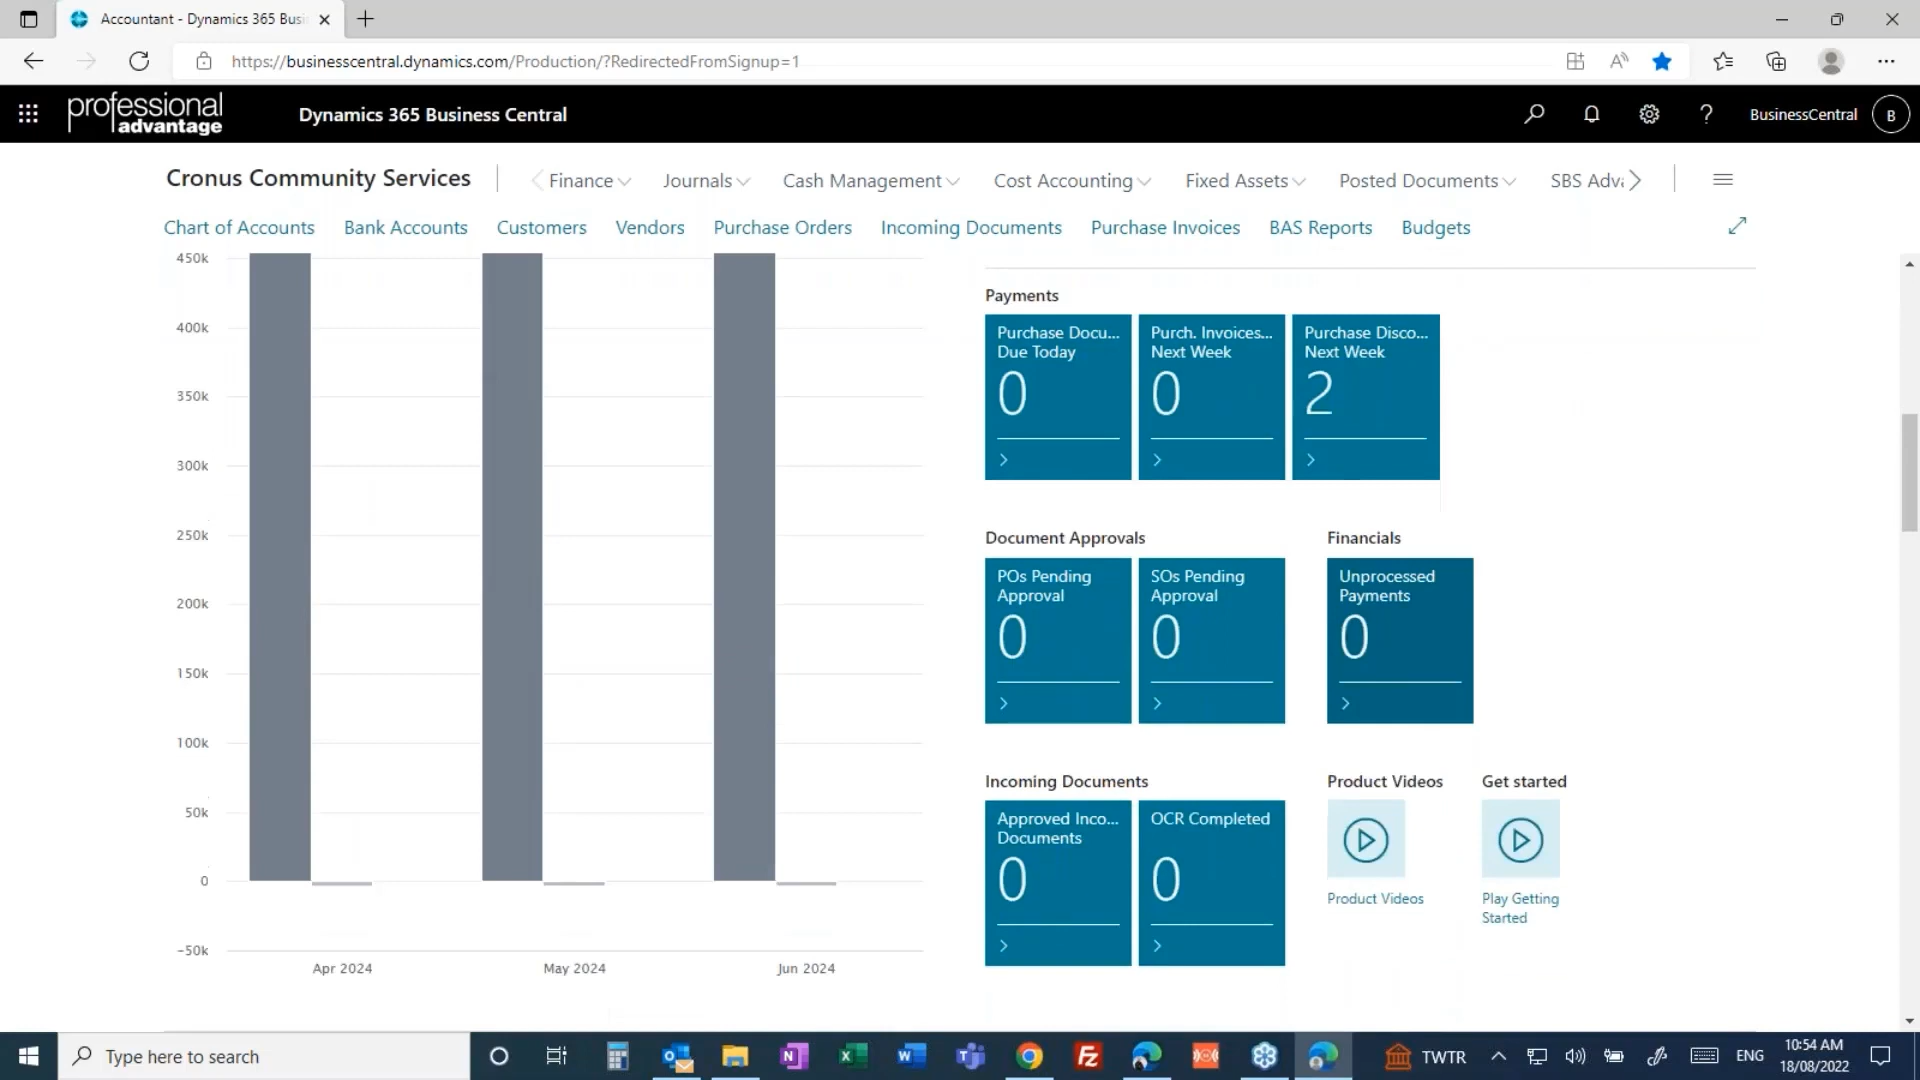 Accountant - Dynamics 365 Busi
https://businesscentral.dynamics.com/Production/?RedirectedFromSignup=1
professional
advantage
Dynamics 365 Business Central
?
BusinessCentral
B
Cronus Community Services
Finance
Journals
Cash Management
Cost Accounting
Fixed Assets
Posted Documents
SBS Adva
Chart of Accounts
Bank Accounts
Customers
Vendors
Purchase Orders
Incoming Documents
Purchase Invoices
BAS Reports
Budgets
450k
400k
350k
300k
250k
200k
150k
100k
50k
0
-50k
Apr 2024
May 2024
Jun 2024
Payments
Purchase Docu...
Due Today
0
Purch. Invoices...
Next Week
0
Purchase Disco...
Next Week
2
Document Approvals
POs Pending
Approval
0
SOs Pending
Approval
0
Financials
Unprocessed
Payments
0
Incoming Documents
Approved Inco...
Documents
0
OCR Completed
0
Product Videos
Product Videos
Get started
Play Getting
Started
Type here to search
TWTR
ENG
10:54 AM
18/08/2022